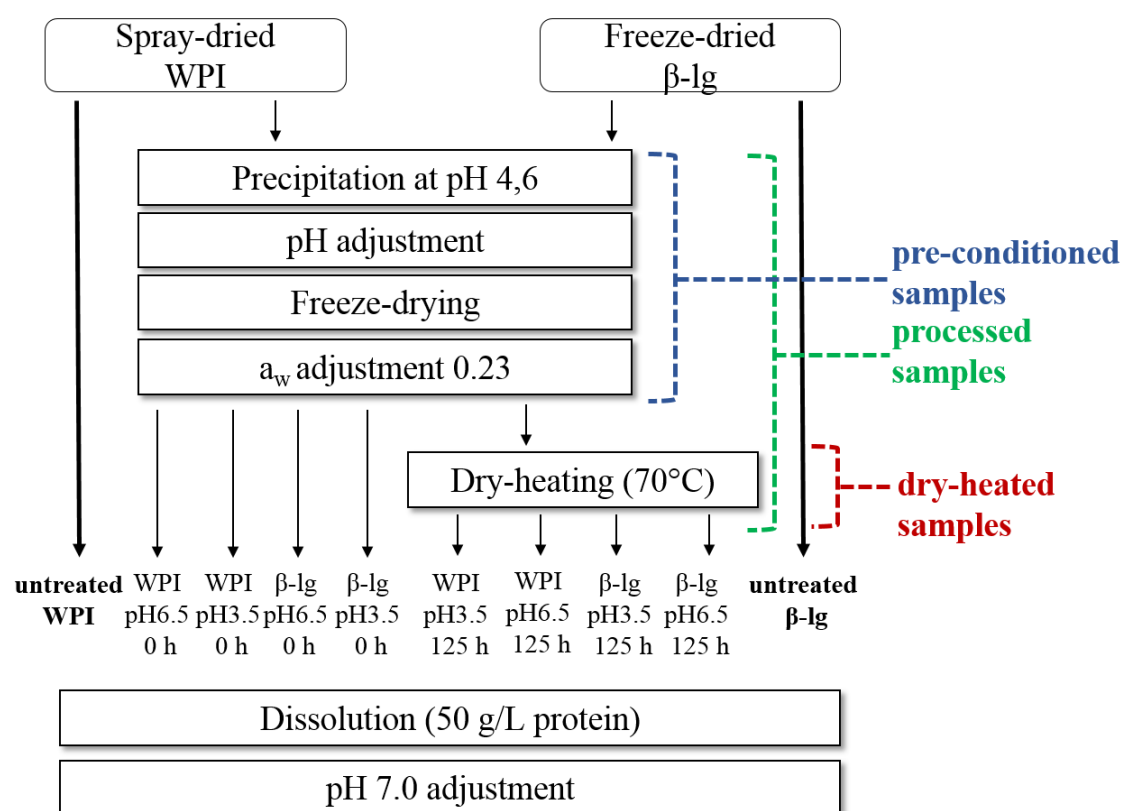 Spray-dried
WPI
Freeze-dried
β-lg
Precipitation at pH 4,6
pH adjustment
Freeze-drying
aw adjustment 0.23
pre-conditioned
samples
processed
samples
Dry-heating (70°C)
dry-heated
samples
untreated
WPI
WPI
pH6.5
0 h
WPI
pH3.5
0 h
β-lg
pH6.5
0 h
β-lg
pH3.5
0 h
WPI
pH3.5
125 h
WPI
pH6.5
125 h
β-lg
pH3.5
125 h
β-lg
pH6.5
125 h
untreated
β-lg
Dissolution (50 g/L protein)
pH 7.0 adjustment